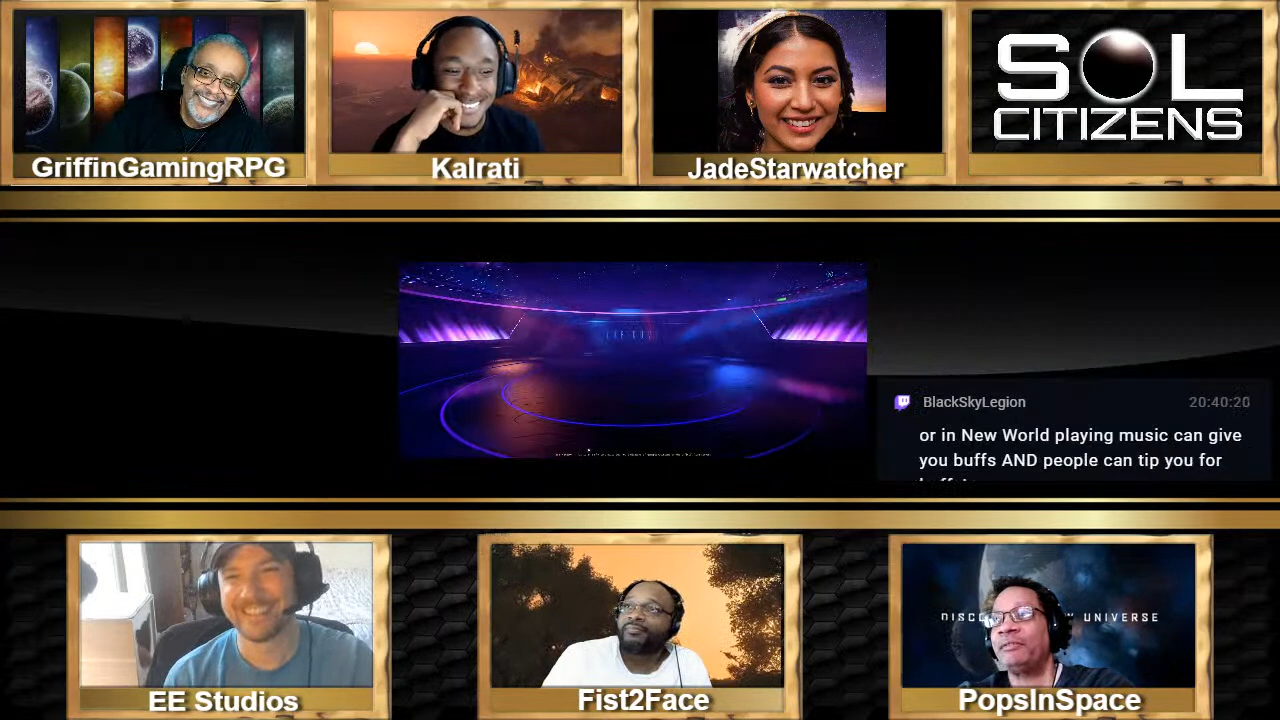 SOL
CITIZENS
GriffinGamingRPG
Kalrati
JadeStarwatcher
BlackSkyLegion
20:40:20
or in New World playing music can give
you buffs AND people can tip you for
UNIVERSE
EE Studios
Fist2Face
PopsInSpace